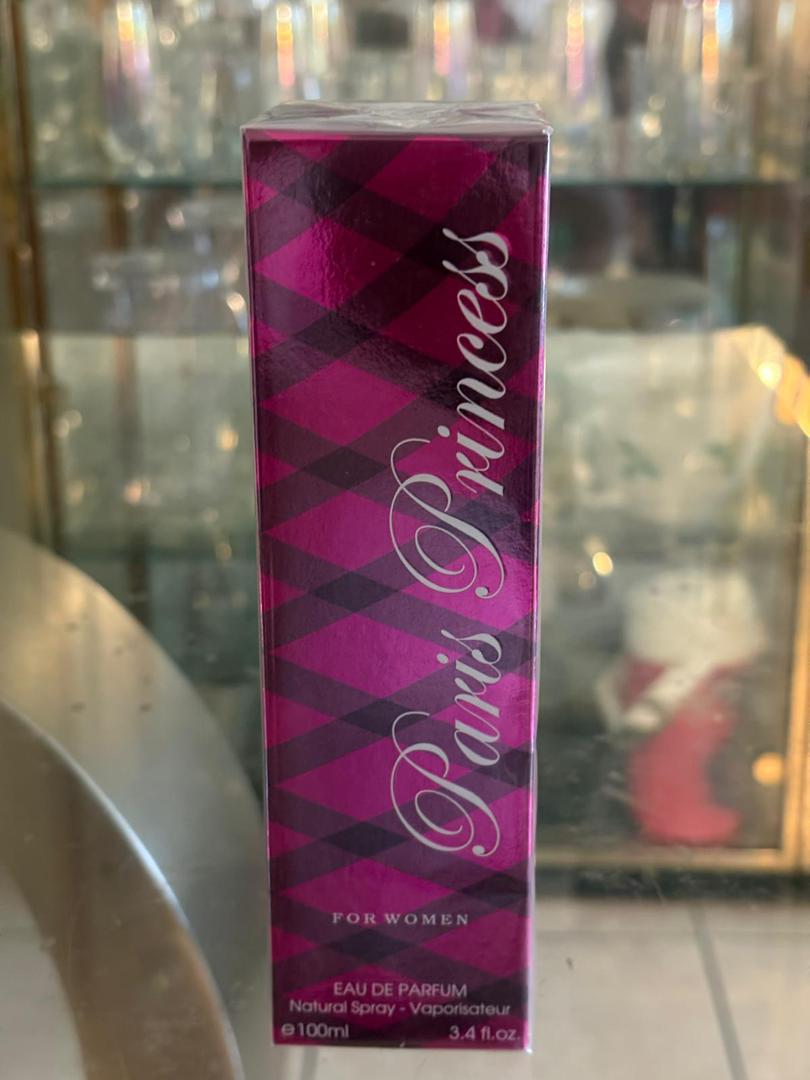 Paris Princess
FOR WOMEN
EAU DE PARFUM
Natural Spray - Vaporisateur
℮100ml 3.4 fl.oz.